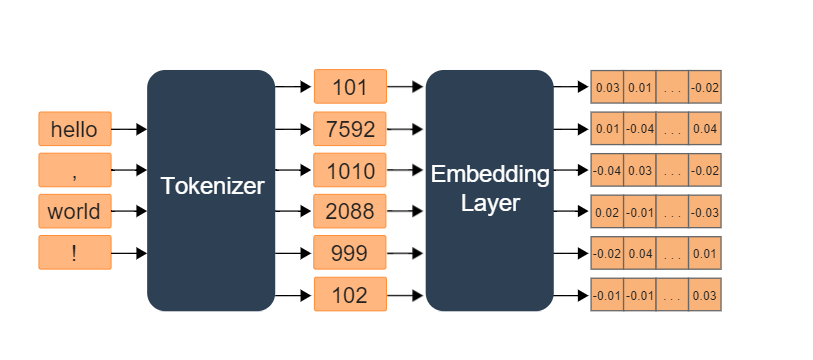 hello
,
world
!
Tokenizer
101
7592
1010
2088
999
102
Embedding
Layer
0.03 0.01 . . . -0.02
0.01 -0.04 . . . 0.04
-0.04 0.03 . . . -0.02
0.02 -0.01 . . . -0.03
-0.02 0.04 . . . 0.01
-0.01 -0.01 . . . 0.03